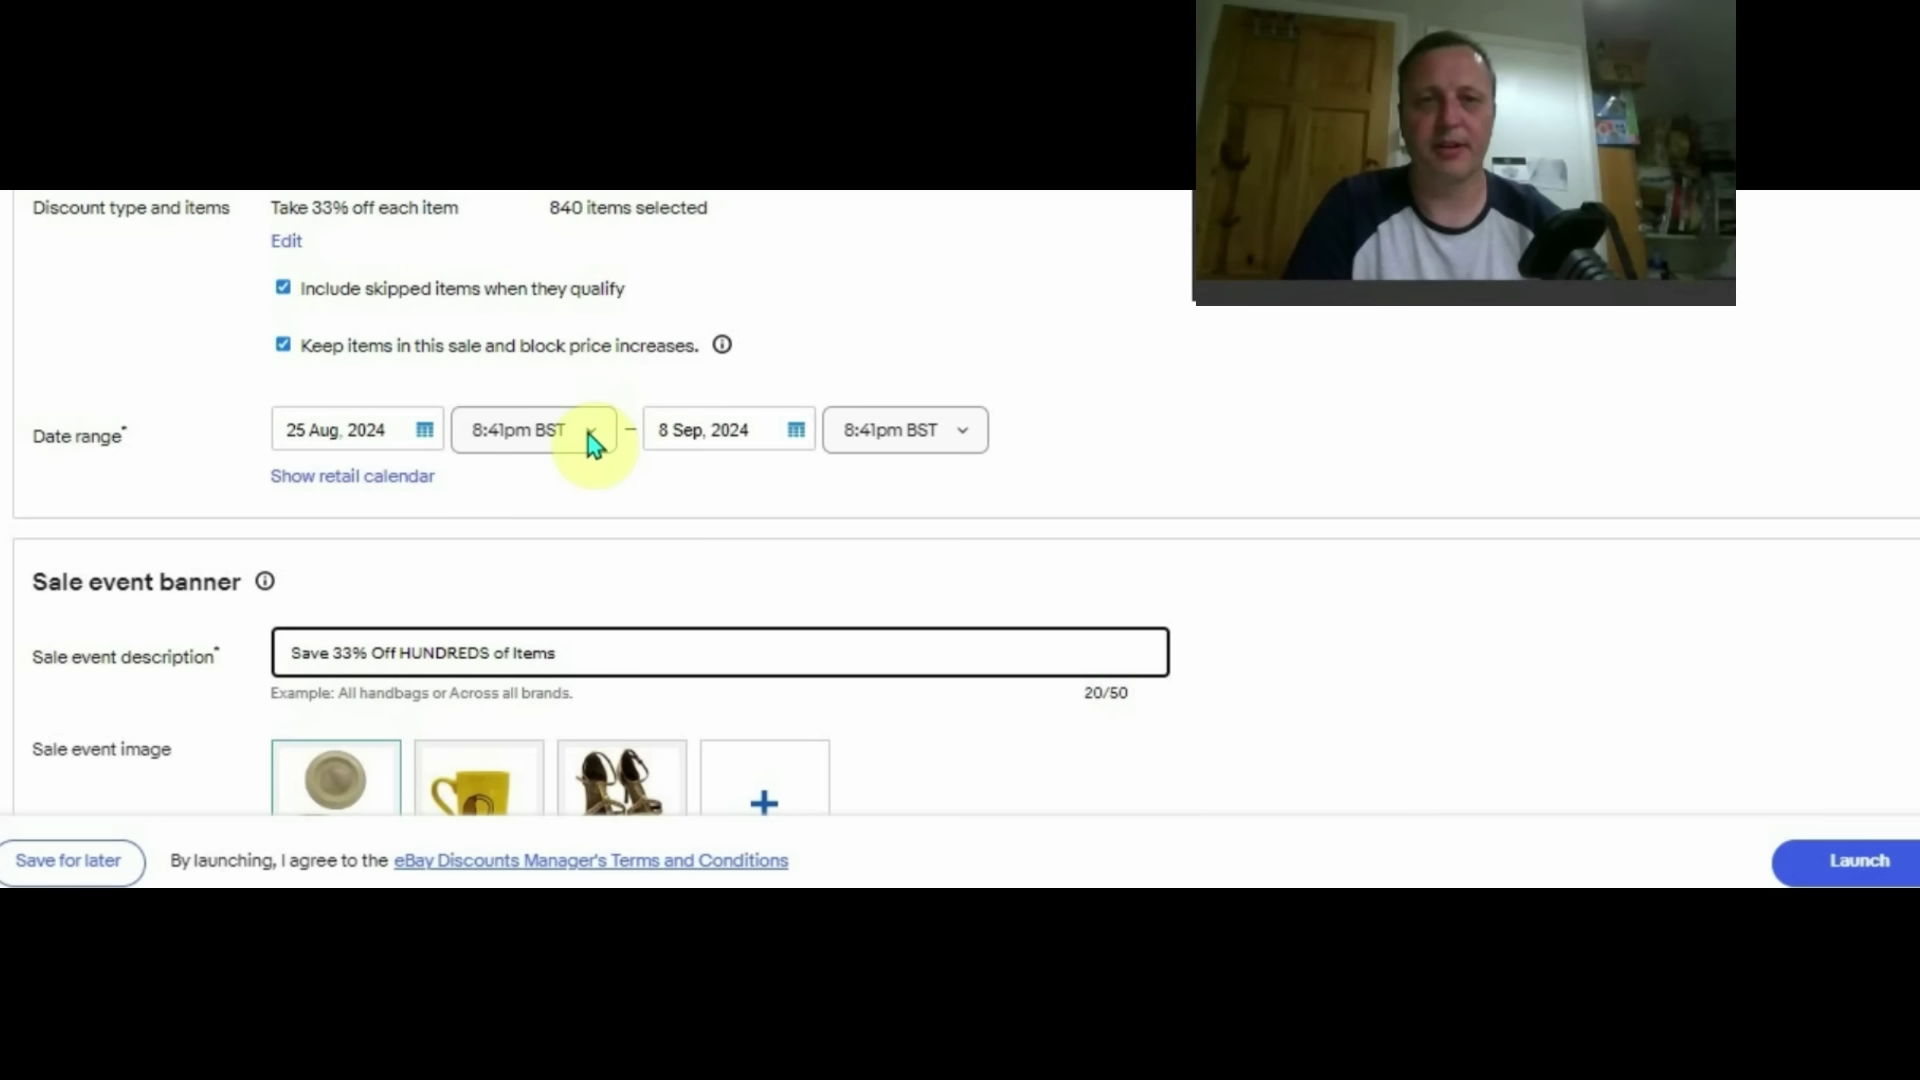 Discount type and items Take 33% off each item 840 items selected
Edit
Include skipped items when they qualify
Keep items in this sale and block price increases.
Date range* 25 Aug, 2024 8:41pm BST – 8 Sep, 2024 8:41pm BST
Show retail calendar
Sale event banner
Sale event description* Save 33% Off HUNDREDS of Items
Example: All handbags or Across all brands. 20/50
Sale event image
Save for later By launching, I agree to the eBay Discounts Manager's Terms and Conditions Launch